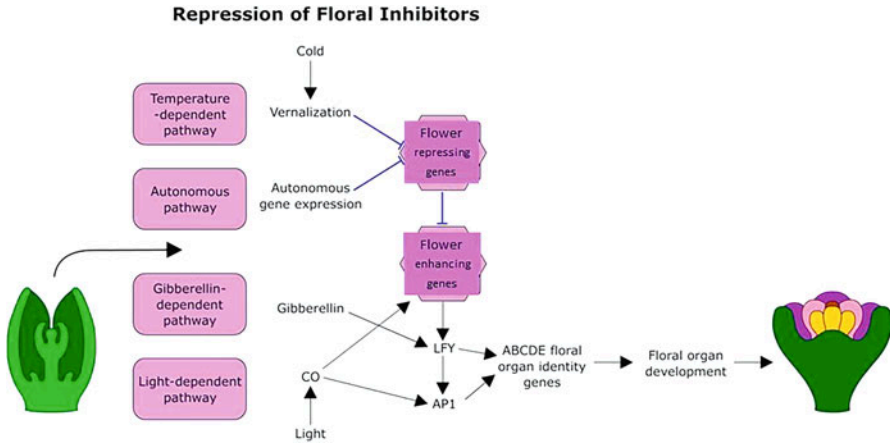 Repression of Floral Inhibitors
Cold
Temperature
-dependent
pathway
Vernalization
Flower
repressing
genes
Autonomous
pathway
Autonomous
gene expression
Flower
enhancing
genes
Gibberellin-
dependent
pathway
Gibberellin
LFY
ABCDE floral
organ identity
genes
Floral organ
development
Light-dependent
pathway
CO
AP1
Light